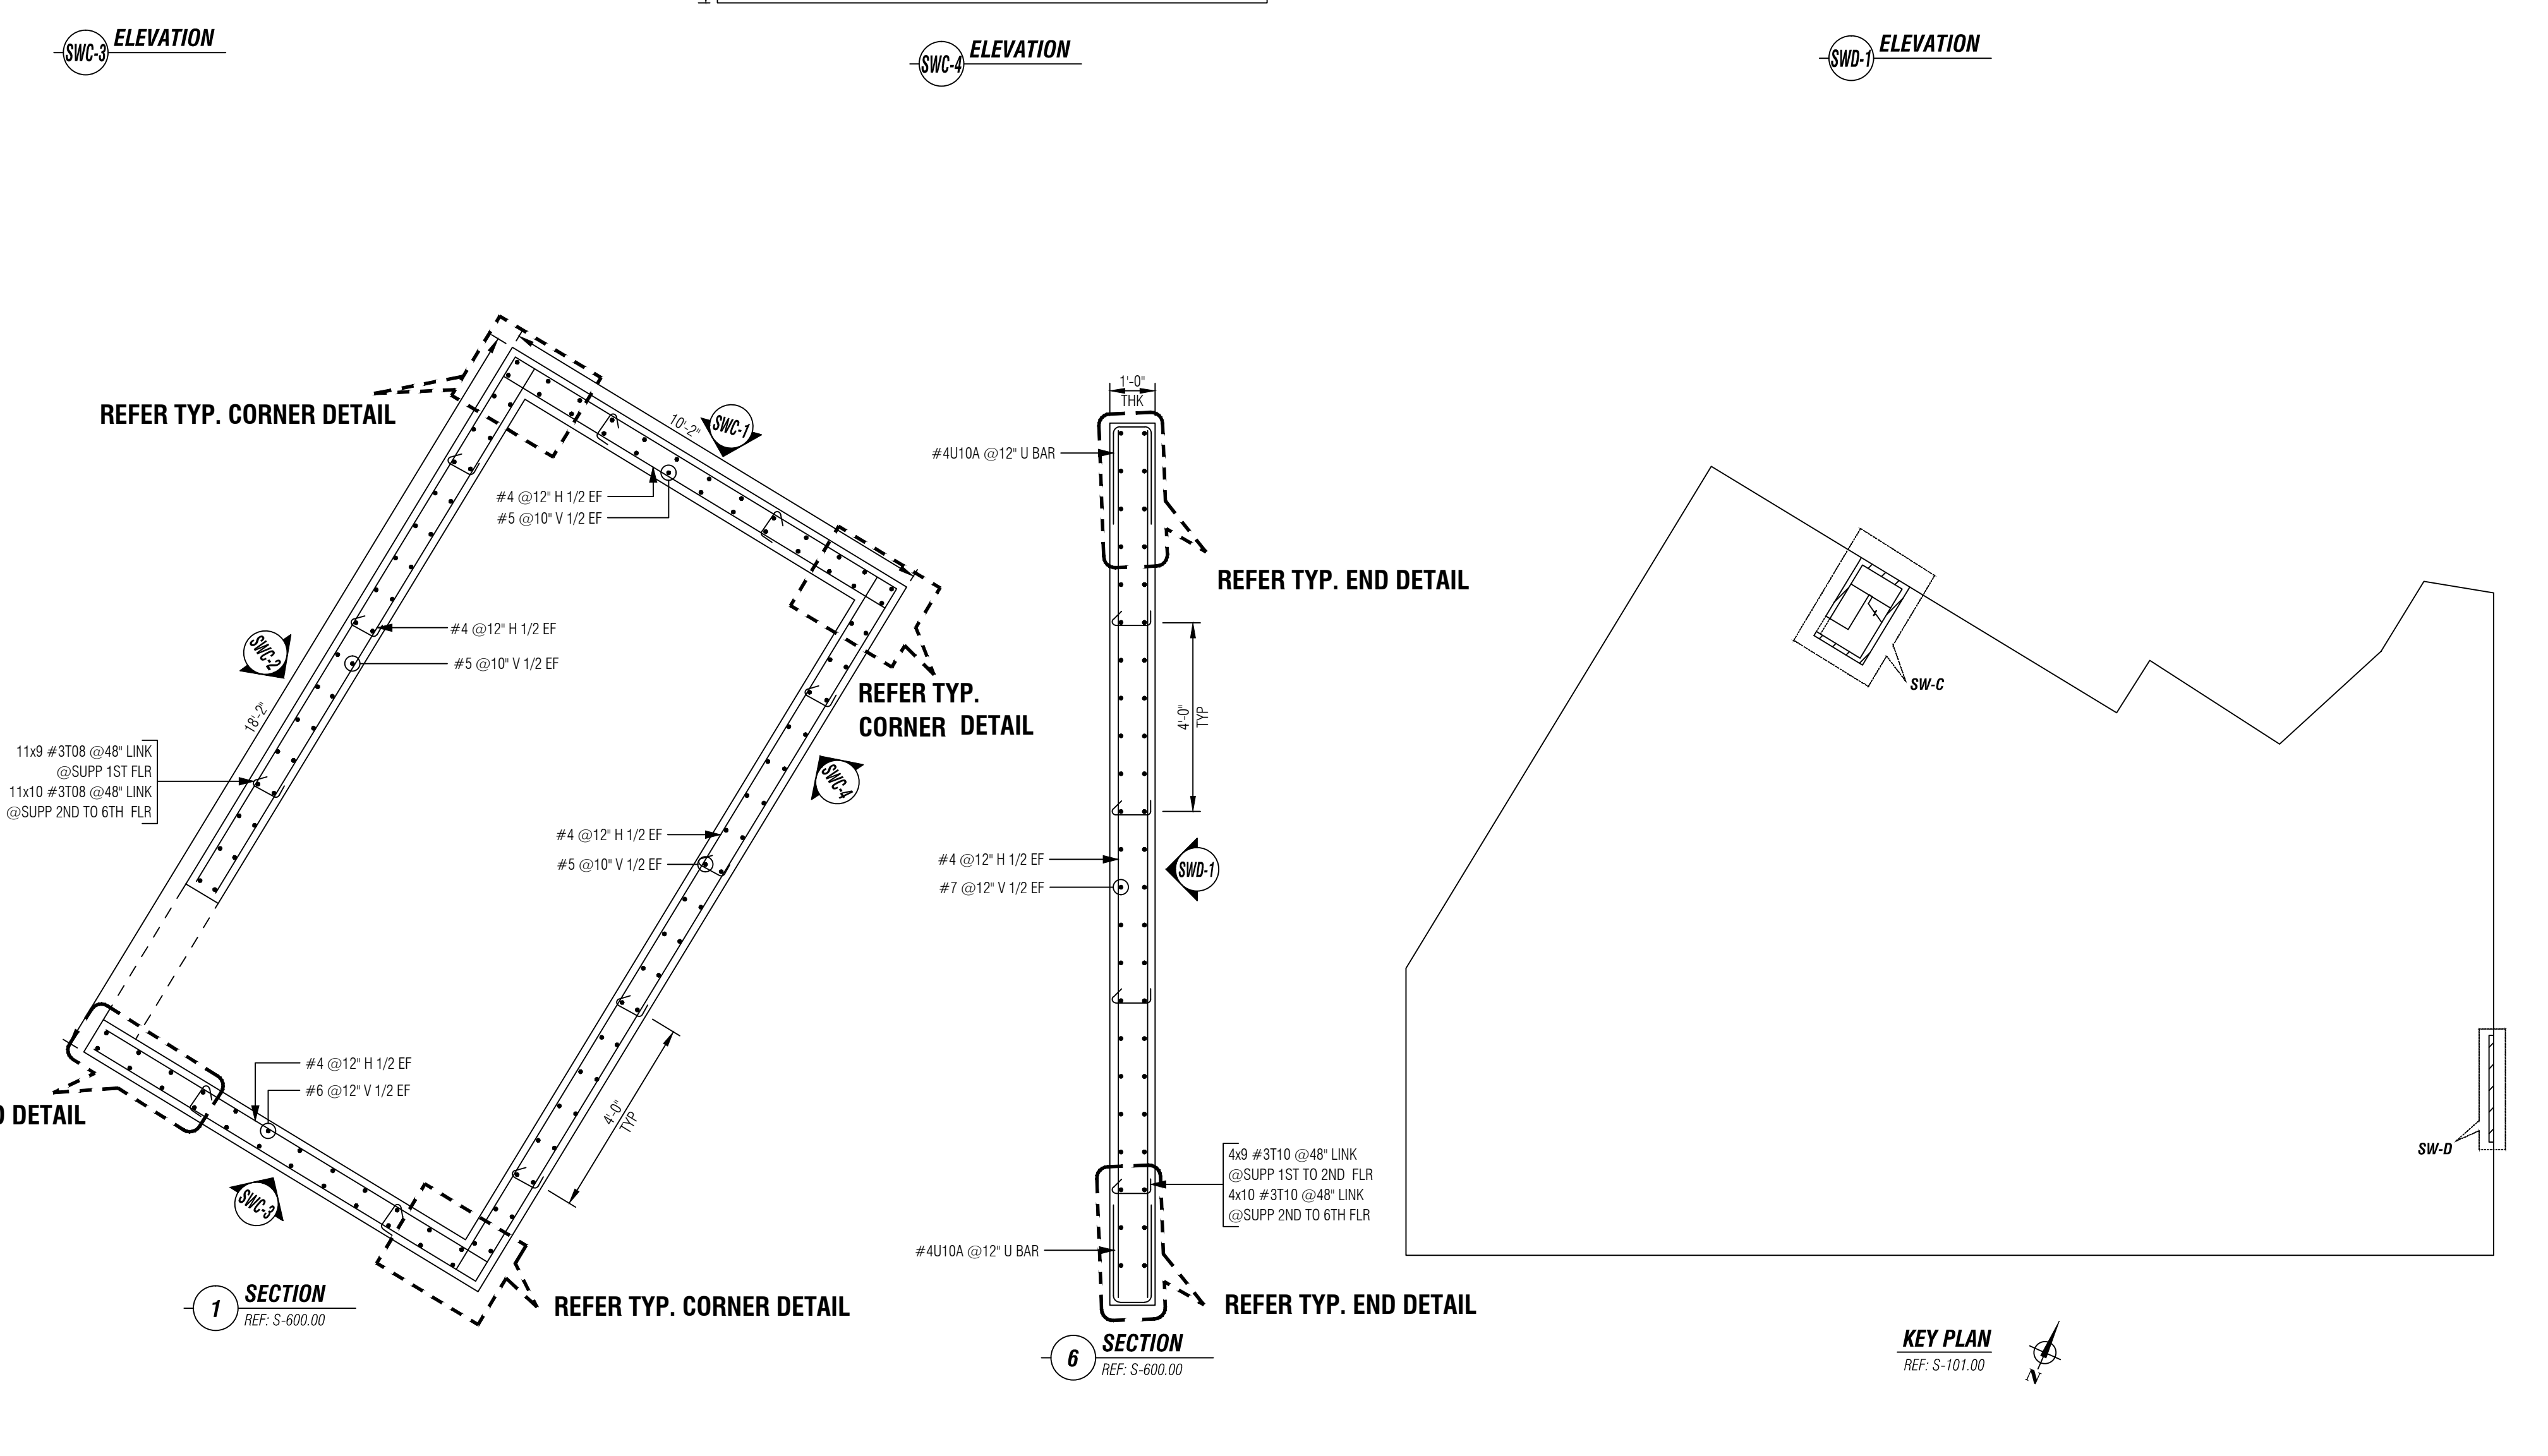 SWC-3 ELEVATION
SWC-4 ELEVATION
SWD-1 ELEVATION
REFER TYP. CORNER DETAIL
10'-2"
SWC-1
#4 @12" H 1/2 EF
#5 @10" V 1/2 EF
#4 @12" H 1/2 EF
#5 @10" V 1/2 EF
SWC-2
18'-2"
REFER TYP.
CORNER DETAIL
11x9 #3T08 @48" LINK
@SUPP 1ST FLR
11x10 #3T08 @48" LINK
@SUPP 2ND TO 6TH FLR
SWC-4
#4 @12" H 1/2 EF
#5 @10" V 1/2 EF
#4 @12" H 1/2 EF
#6 @12" V 1/2 EF
4'-0"
TYP
DETAIL
SWC-3
REFER TYP. CORNER DETAIL
1 SECTION
REF: S-600.00
1'-0"
THK
#4U10A @12" U BAR
REFER TYP. END DETAIL
4'-0"
TYP
#4 @12" H 1/2 EF
#7 @12" V 1/2 EF
SWD-1
4x9 #3T10 @48" LINK
@SUPP 1ST TO 2ND FLR
4x10 #3T10 @48" LINK
@SUPP 2ND TO 6TH FLR
#4U10A @12" U BAR
REFER TYP. END DETAIL
6 SECTION
REF: S-600.00
SW-C
SW-D
KEY PLAN
REF: S-101.00
N